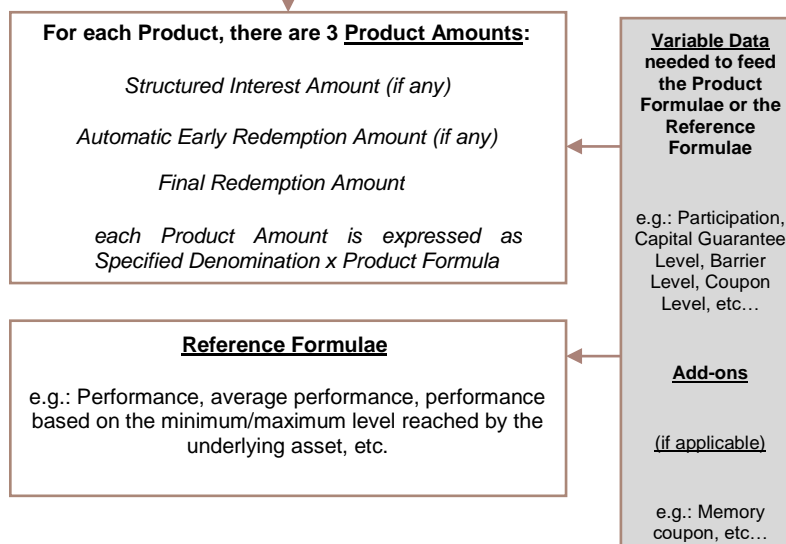 For each Product, there are 3 Product Amounts:
Structured Interest Amount (if any)
Automatic Early Redemption Amount (if any)
Final Redemption Amount
each Product Amount is expressed as
Specified Denomination x Product Formula
Reference Formulae
e.g.: Performance, average performance, performance
based on the minimum/maximum level reached by the
underlying asset, etc.
Variable Data
needed to feed
the Product
Formulae or the
Reference
Formulae
e.g.: Participation,
Capital Guarantee
Level, Barrier
Level, Coupon
Level, etc…
Add-ons
(if applicable)
e.g.: Memory
coupon, etc…